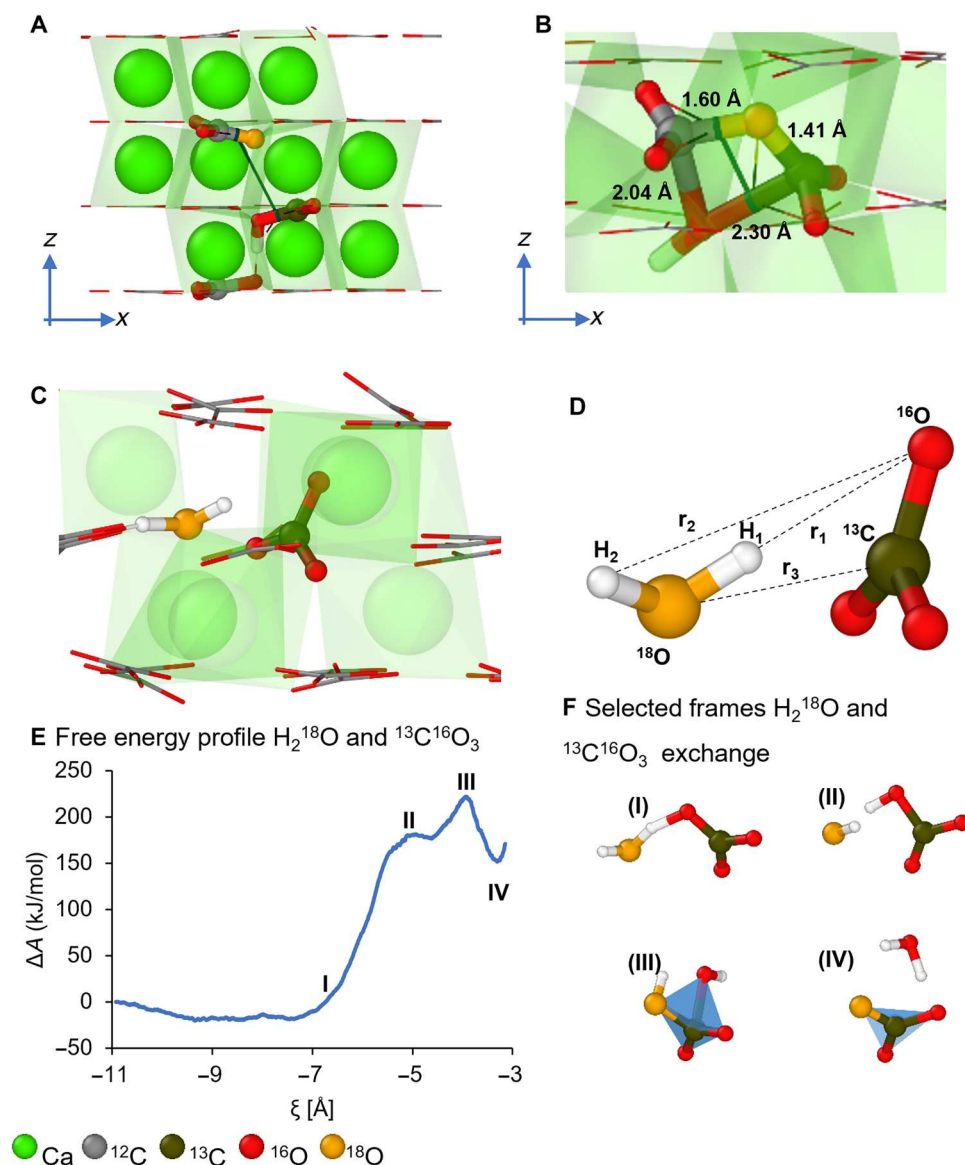 A
z
x
B
1.60 Å
1.41 Å
2.04 Å
2.30 Å
z
x
C
D
¹⁶O
r₂
H₁
r₁
¹³C
H₂
r₃
¹⁸O
E Free energy profile H₂¹⁸O and ¹³C¹⁶O₃
250
200
150
100
50
0
−50
ΔA (kJ/mol)
I
II
III
IV
−11
−9
−7
−5
−3
ξ [Å]
F Selected frames H₂¹⁸O and
¹³C¹⁶O₃ exchange
(I)
(II)
(III)
(IV)
Ca ¹²C ¹³C ¹⁶O ¹⁸O